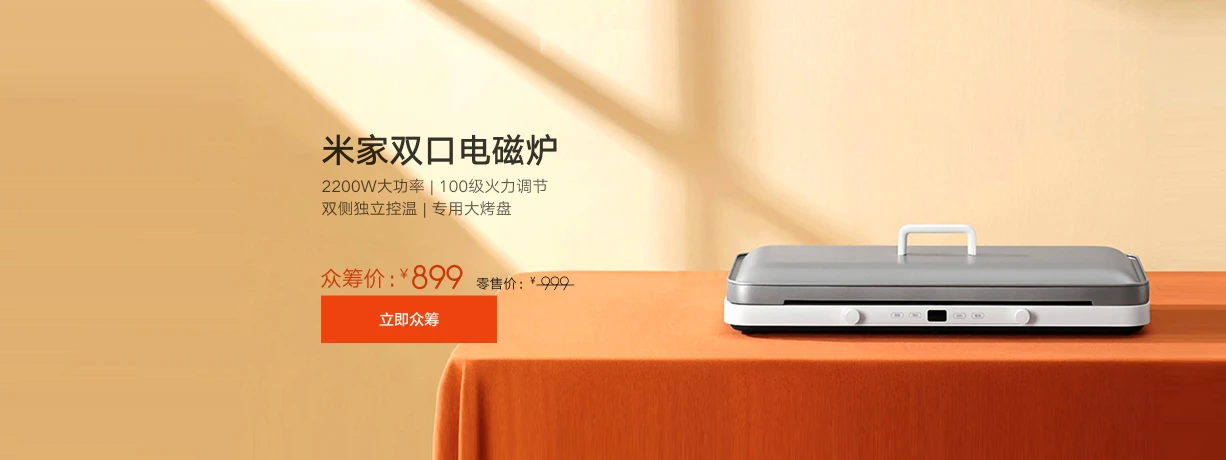 米家双口电磁炉
2200W大功率 | 100级火力调节
双侧独立控温 | 专用大烤盘
众筹价：¥899 零售价：¥999
立即众筹